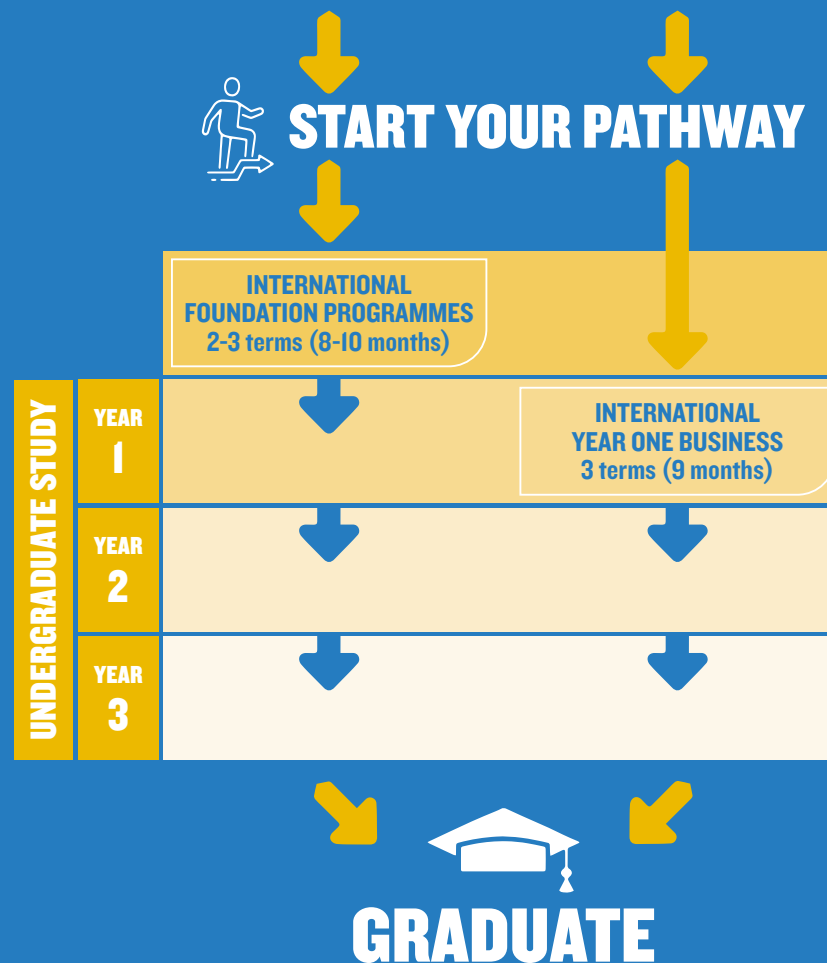 START YOUR PATHWAY
INTERNATIONAL
FOUNDATION PROGRAMMES
2-3 terms (8-10 months)
UNDERGRADUATE STUDY
YEAR
1
INTERNATIONAL
YEAR ONE BUSINESS
3 terms (9 months)
YEAR
2
YEAR
3
GRADUATE